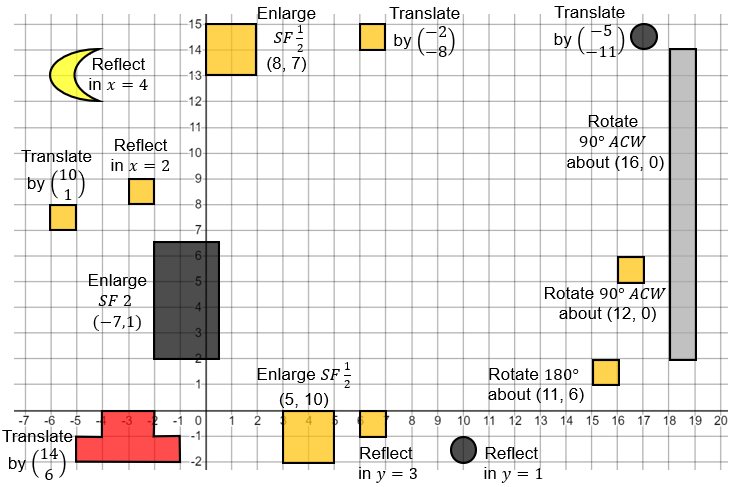 Enlarge
SF 1/2
(8, 7)
Translate
by (−2 −8)
Translate
by (−5 −11)
Reflect
in x = 4
Rotate
90° ACW
about (16, 0)
Translate
by (10 1)
Reflect
in x = 2
Enlarge
SF 2
(−7,1)
Rotate 90° ACW
about (12, 0)
Rotate 180°
about (11, 6)
Enlarge SF 1/2
(5, 10)
Translate
by (14 6)
Reflect
in y = 3
Reflect
in y = 1
15
14
13
12
11
10
9
8
7
6
5
4
3
2
1
-7 -6 -5 -4 -3 -2 -1 0 1 2 3 4 5 6 7 8 9 10 11 12 13 14 15 16 17 18 19 20
-1
-2